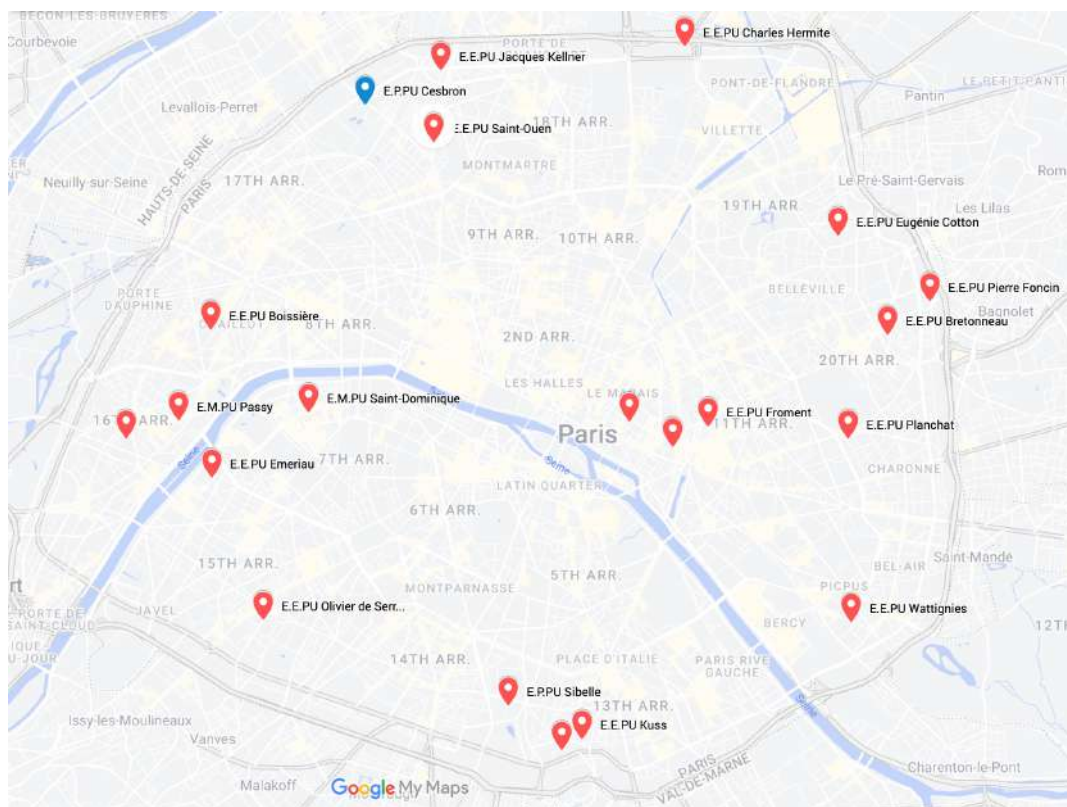 BÉCON LES BRUYÈRES
Courbevoie
E.E.PU Charles Hermite
PORTE DE
E.E.PU Jacques Kellner
PONT-DE-FLANDRE
LE PETIT PANTI
E.P.PU Cesbron
Pantin
Levallois-Perret
18TH ARR.
E.E.PU Saint-Ouen
VILLETTE
MONTMARTRE
17TH ARR.
Neuilly-sur-Seine
HAUTS-DE-SEINE
PARIS
Le Pré-Saint-Gervais
Rom
Les Lilas
19TH ARR.
E.E.PU Eugénie Cotton
9TH ARR.
10TH ARR.
PORTE
DAUPHINE
BELLEVILLE
E.E.PU Pierre Foncin
Bagnolet
E.E.PU Boissière
CHAILLOT
8TH ARR.
E.E.PU Bretonneau
2ND ARR.
20TH ARR.
LES HALLES
LE MARAIS
E.M.PU Saint-Dominique
E.M.PU Passy
16TH ARR.
E.E.PU Froment
11TH ARR.
E.E.PU Planchat
Paris
Seine
7TH ARR.
E.E.PU Emeriau
Seine
CHARONNE
LATIN QUARTER
6TH ARR.
15TH ARR.
Saint-Mandé
BEL-AIR
5TH ARR.
MONTPARNASSE
PICPUS
JAVEL
E.E.PU Olivier de Serr...
E.E.PU Wattignies
PORTE DE
SAINT-CLOUD
BERCY
12TH
14TH ARR.
PLACE D'ITALIE
PARIS RIVE
GAUCHE
E.P.PU Sibelle
13TH ARR.
Seine
Issy-les-Moulineaux
E.E.PU Kuss
Vanves
PARIS
VAL-DE-MARNE
Charenton-le-Pont
Malakoff
Google My Maps